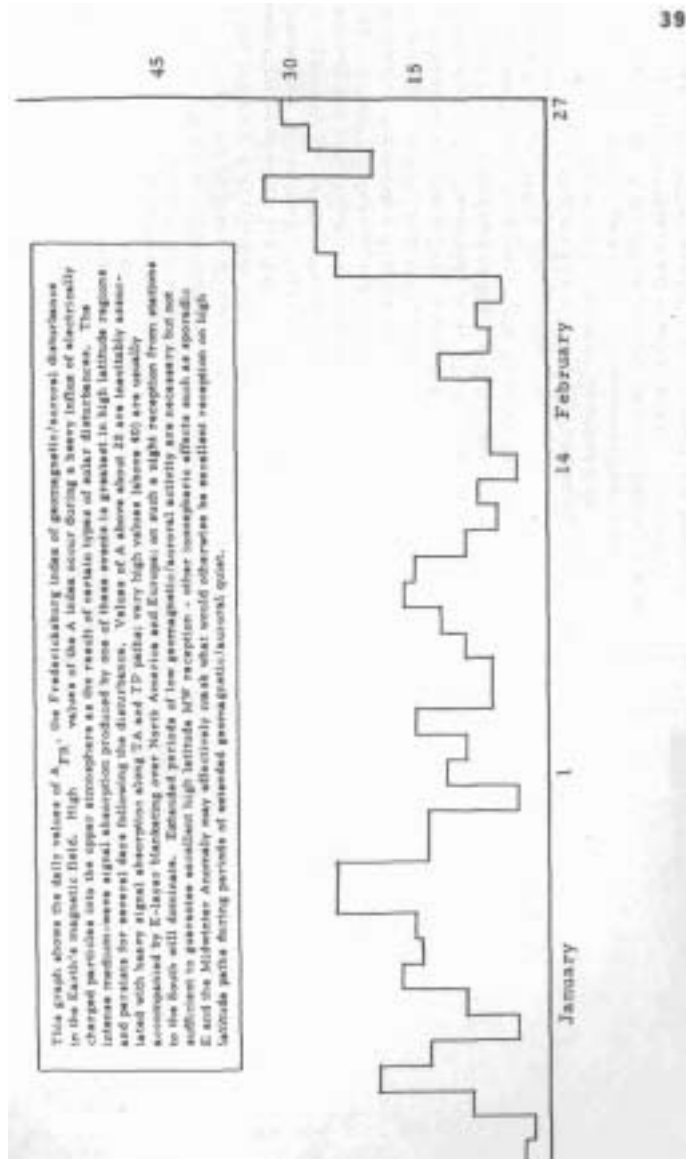 39
45
30
15
This graph shows the daily values of A_FR, the Fredericksburg index of geomagnetic/auroral disturbance
in the Earth's magnetic field. High values of the A index occur during a heavy influx of electrically
charged particles into the upper atmosphere as the result of certain types of solar disturbances. The
intense medium-wave signal absorption produced by one of these events is greatest in high latitude regions
and persists for several days following the disturbance. Values of A above about 22 are inevitably associ-
iated with heavy signal absorption along TA and TP paths; very high values (above 40) are usually
accompanied by E-layer blanketing over North America and Europe; on such a night reception from stations
to the South will dominate. Extended periods of low geomagnetic/auroral activity are necessary but not
sufficient to guarantee excellent high latitude MW reception - other ionospheric effects such as sporadic
E and the Midwinter Anomaly may effectively mask what would otherwise be excellent reception on high
latitude paths during periods of extended geomagnetic/auroral quiet.
January
1
14
February
27